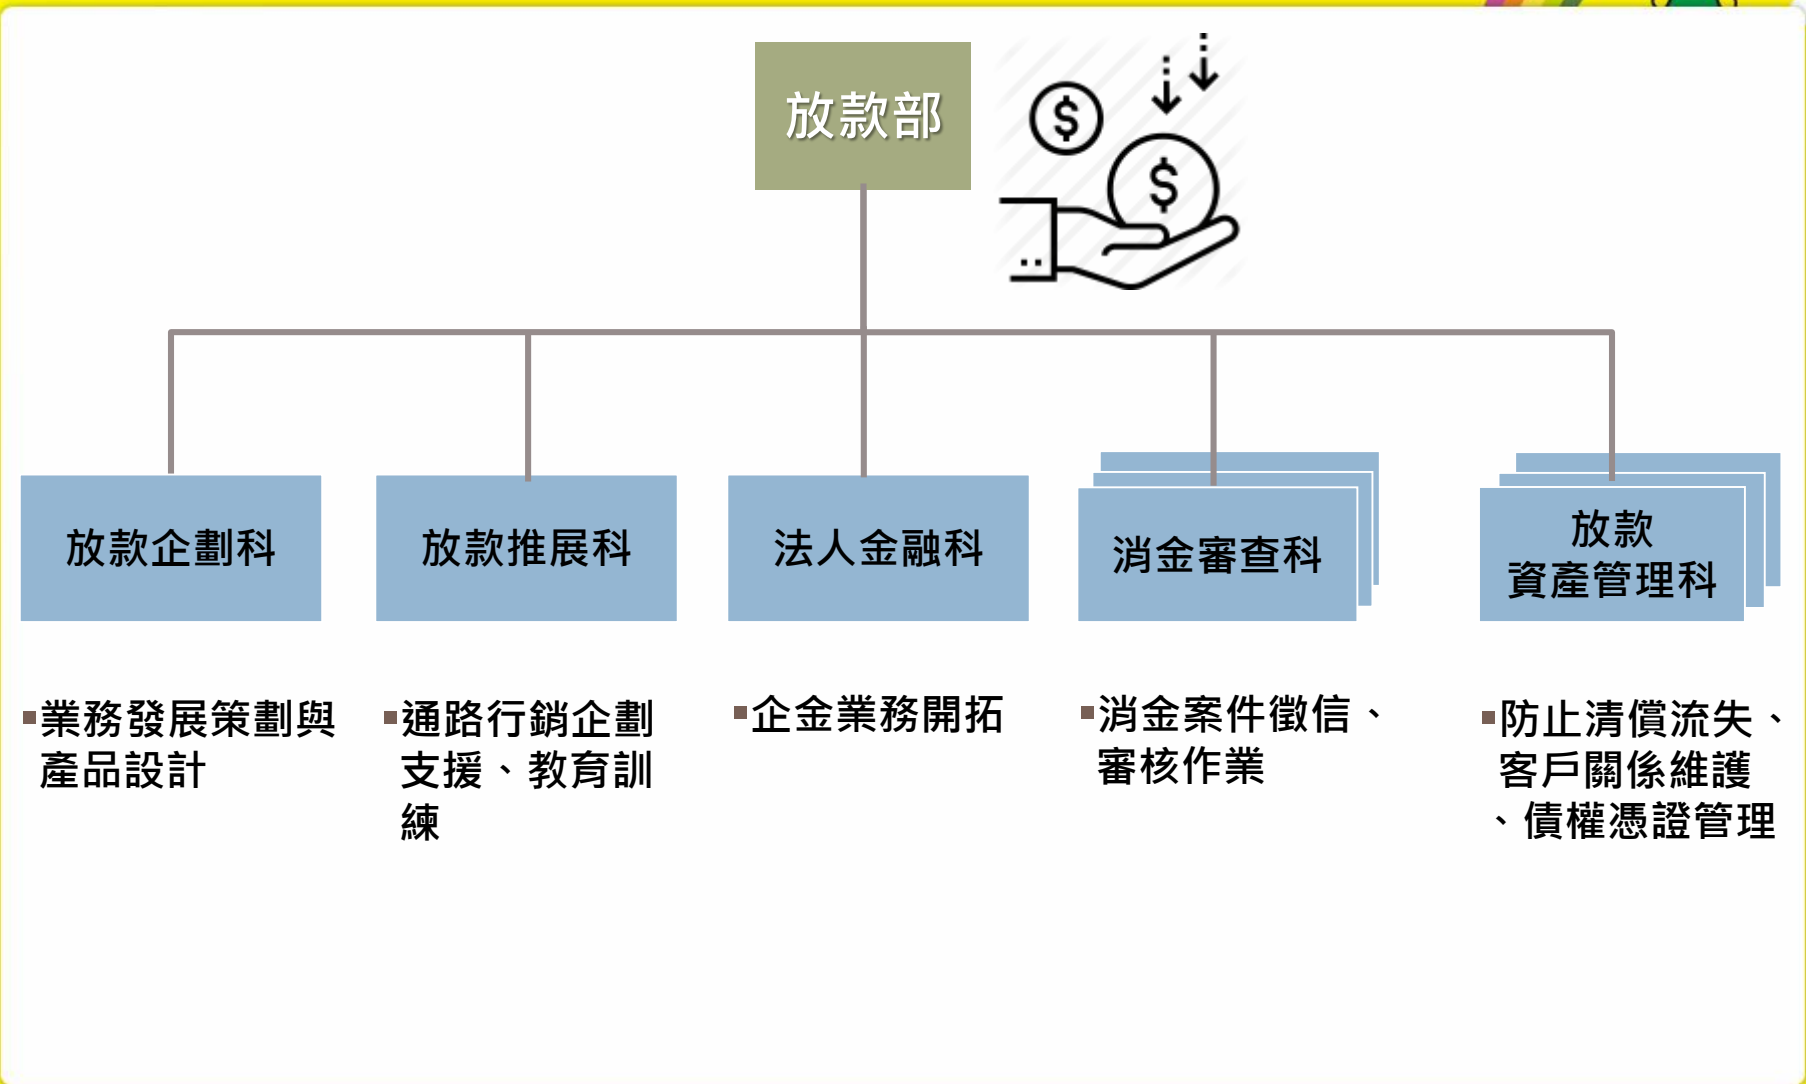 放款部
$
$
放款企劃科
放款推展科
法人金融科
消金審查科
放款
資產管理科
▪業務發展策劃與
產品設計
▪通路行銷企劃
支援、教育訓
練
▪企金業務開拓
▪消金案件徵信、
審核作業
▪防止清償流失、
客戶關係維護
、債權憑證管理